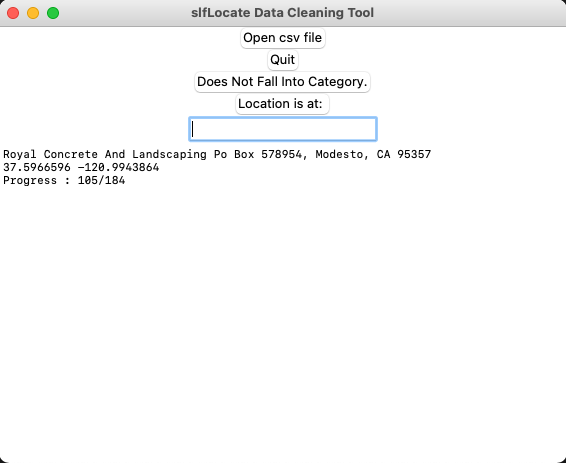 slfLocate Data Cleaning Tool
Open csv file
Quit
Does Not Fall Into Category.
Location is at:
Royal Concrete And Landscaping Po Box 578954, Modesto, CA 95357
37.5966596 -120.9943864
Progress : 105/184